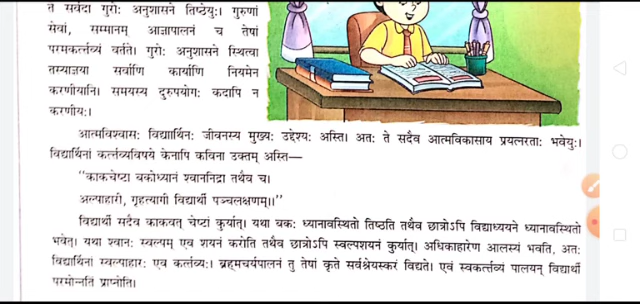 ते सर्वदा गुरोः अनुशासने तिष्ठेयुः। गुरुणां
सेवां, सम्मानम् आज्ञापालनं च तेषां
परमकर्त्तव्यं वर्तते। गुरोः अनुशासने स्थित्वा
तस्याज्ञया सर्वाणि कार्याणि नियमेन
करणीयानि। समयस्य दुरुपयोगः कदापि न
करणीयः।
आत्मविश्वासः विद्यार्थिनः जीवनस्य मुख्यः उद्देश्यः अस्ति। अतः ते सदैव आत्मविकासाय प्रयत्नरताः भवेयुः।
विद्यार्थिनां कर्त्तव्यविषये केनापि कविना उक्तम् अस्ति—
“काकचेष्टा वकोध्यानं श्वाननिद्रा तथैव च।
अल्पाहारी, गृहत्यागी विद्यार्थी पञ्चलक्षणम्॥”
विद्यार्थी सदैव काकवत् चेष्टां कुर्यात्। यथा चकः ध्यानावस्थितो तिष्ठति तथैव छात्रोऽपि विद्याध्ययने ध्यानावस्थितो
भवेत्। यथा श्वानः स्वल्पम् एव शयनं करोति तथैव छात्रोऽपि स्वल्पशयनं कुर्यात्। अधिकाहारेण आलस्यं भवति, अतः
विद्यार्थिनां स्वल्पाहारः एव कर्त्तव्यः। ब्रह्मचर्यपालनं तु तेषां कृते सर्वश्रेयस्करं विद्यते। एवं स्वकर्त्तव्यं पालयन् विद्यार्थी
परमोन्नतिं प्राप्नोति।